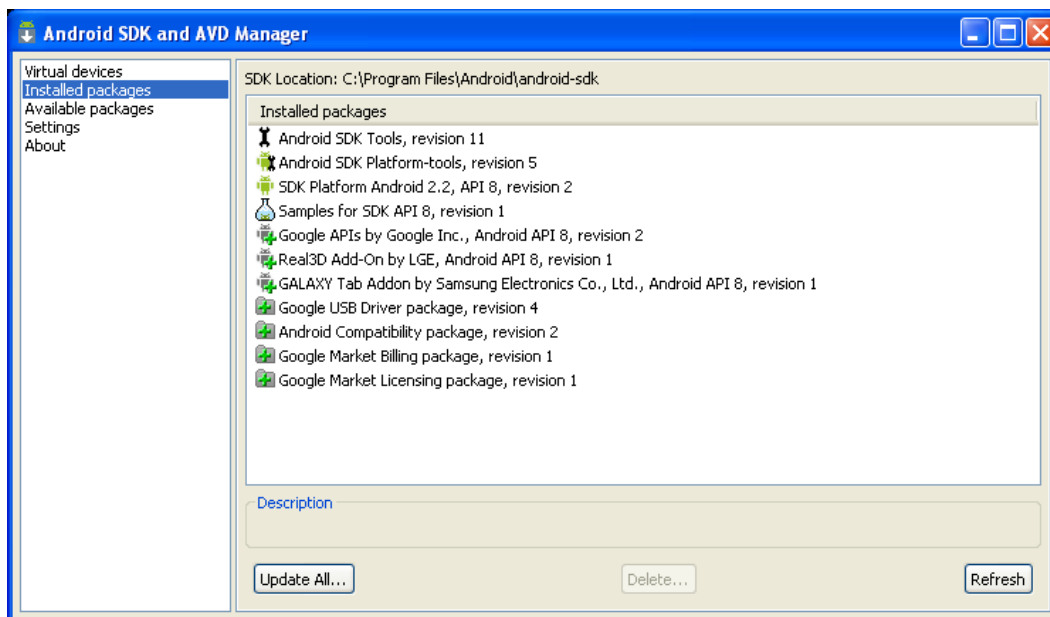 Android SDK and AVD Manager
Virtual devices
Installed packages
Available packages
Settings
About
SDK Location: C:\Program Files\Android\android-sdk
Installed packages
Android SDK Tools, revision 11
Android SDK Platform-tools, revision 5
SDK Platform Android 2.2, API 8, revision 2
Samples for SDK API 8, revision 1
Google APIs by Google Inc., Android API 8, revision 2
Real3D Add-On by LGE, Android API 8, revision 1
GALAXY Tab Addon by Samsung Electronics Co., Ltd., Android API 8, revision 1
Google USB Driver package, revision 4
Android Compatibility package, revision 2
Google Market Billing package, revision 1
Google Market Licensing package, revision 1
Description
Update All...
Delete...
Refresh